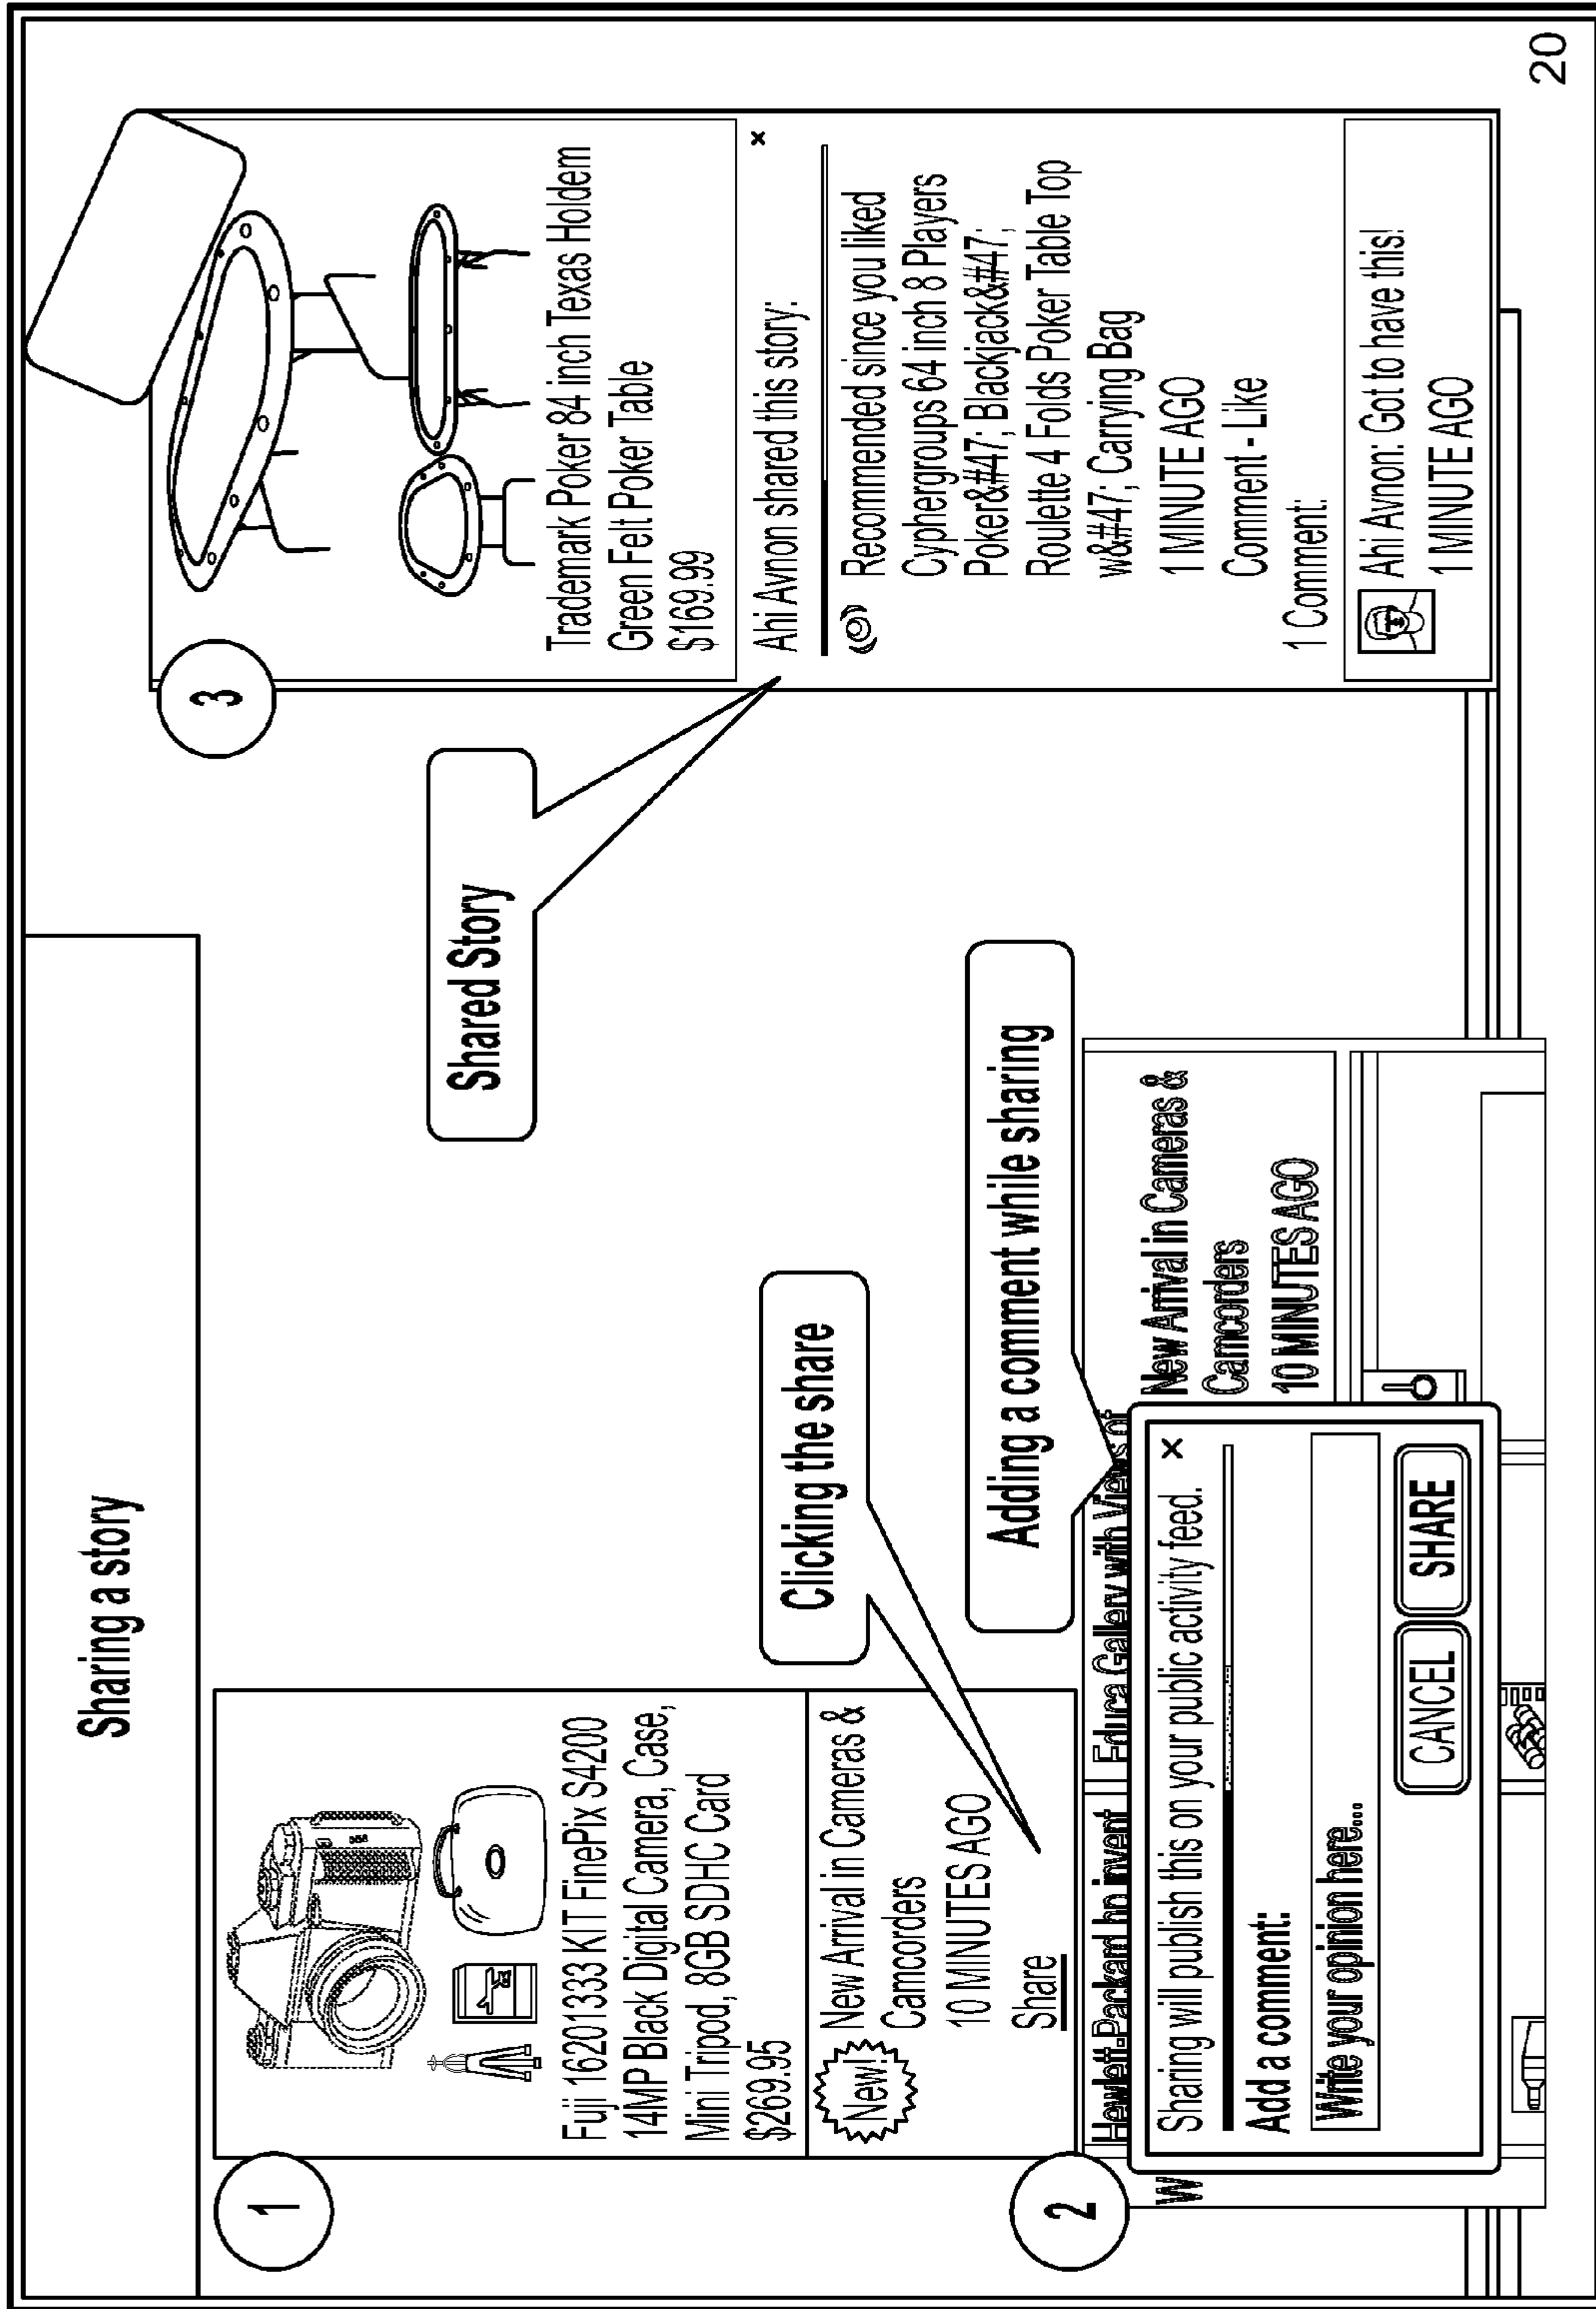 Sharing a story
1
Fuji 16201333 KIT FinePix S4200
14MP Black Digital Camera, Case,
Mini Tripod, 8GB SDHC Card
$269.95
New!
New Arrival in Cameras &
Camcorders
10 MINUTES AGO
Share
Clicking the share
2
Adding a comment while sharing
Hewlett-Packard hp invent
Educa Gallery with Views of
New Arrival in Cameras &
Camcorders
10 MINUTES AGO
W
Sharing will publish this on your public activity feed.
×
Add a comment:
Write your opinion here....
CANCEL
SHARE
Shared Story
3
Trademark Poker 84 inch Texas Holdem
Green Felt Poker Table
$169.99
Ahi Avnon shared this story:
×
Recommended since you liked
Cyphergroups 64 inch 8 Players
Poker&#47; Blackjack&#47;
Roulette 4 Folds Poker Table Top
w&#47; Carrying Bag
1 MINUTE AGO
Comment - Like
1 Comment:
Ahi Avnon: Got to have this!
1 MINUTE AGO
20